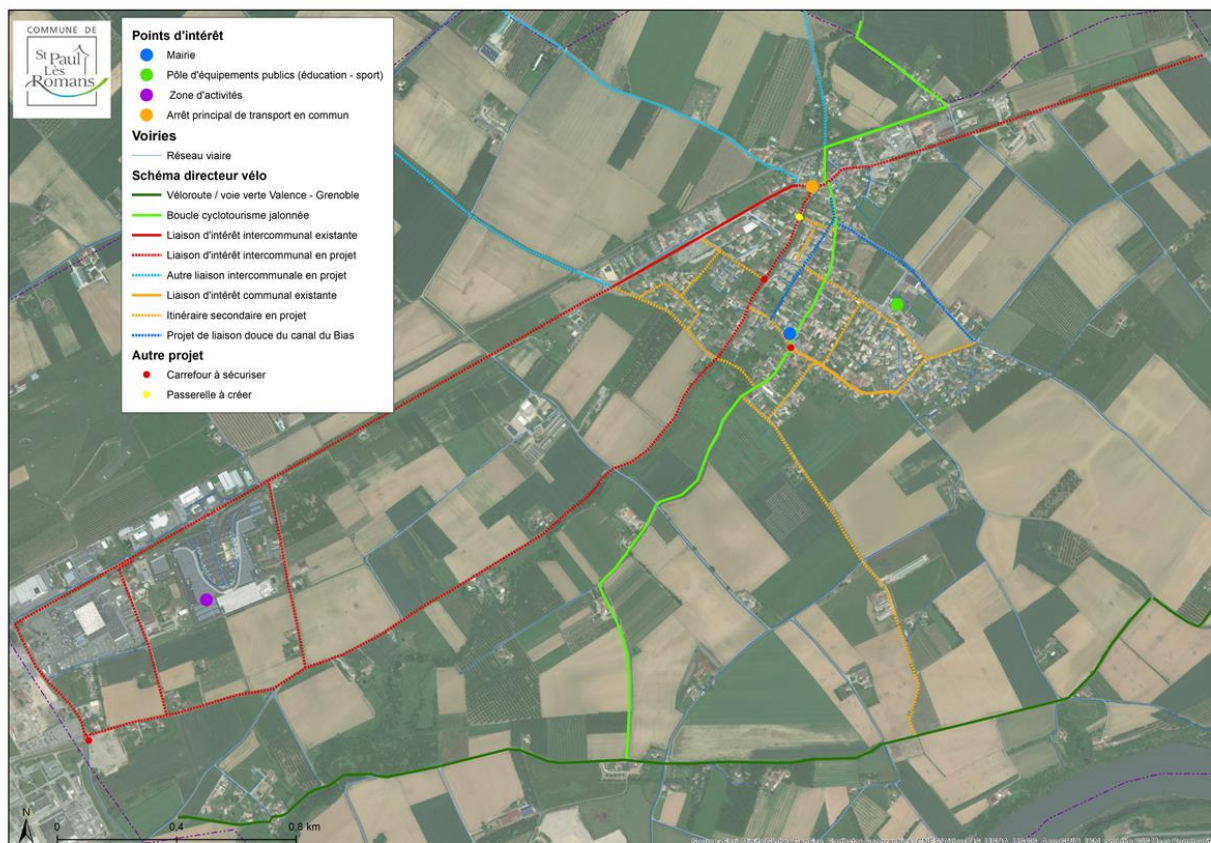 COMMUNE DE
St Paul
Lès
Romans
Points d'intérêt
Mairie
Pôle d'équipements publics (éducation - sport)
Zone d'activités
Arrêt principal de transport en commun
Voiries
Réseau viaire
Schéma directeur vélo
Véloroute / voie verte Valence - Grenoble
Boucle cyclotourisme jalonnée
Liaison d'intérêt intercommunal existante
Liaison d'intérêt intercommunal en projet
Autre liaison intercommunale en projet
Liaison d'intérêt communal existante
Itinéraire secondaire en projet
Projet de liaison douce du canal du Bias
Autre projet
Carrefour à sécuriser
Passerelle à créer
N
0 0,4 0,8 km